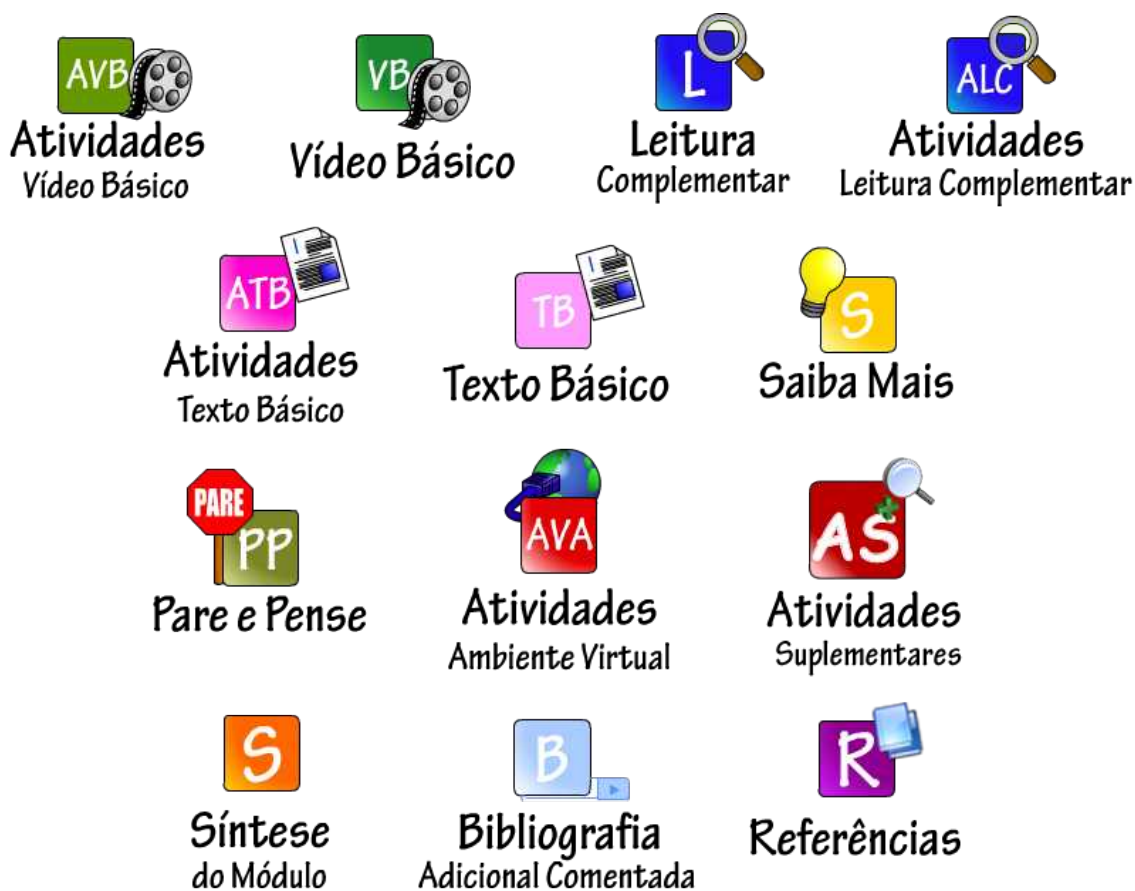 AVB
VB
L
ALC
Atividades
Vídeo Básico
Vídeo Básico
Leitura
Complementar
Atividades
Leitura Complementar
ATB
TB
S
Atividades
Texto Básico
Texto Básico
Saiba Mais
PARE
PP
AVA
AS
Pare e Pense
Atividades
Ambiente Virtual
Atividades
Suplementares
S
B
R
Síntese
do Módulo
Bibliografia
Adicional Comentada
Referências